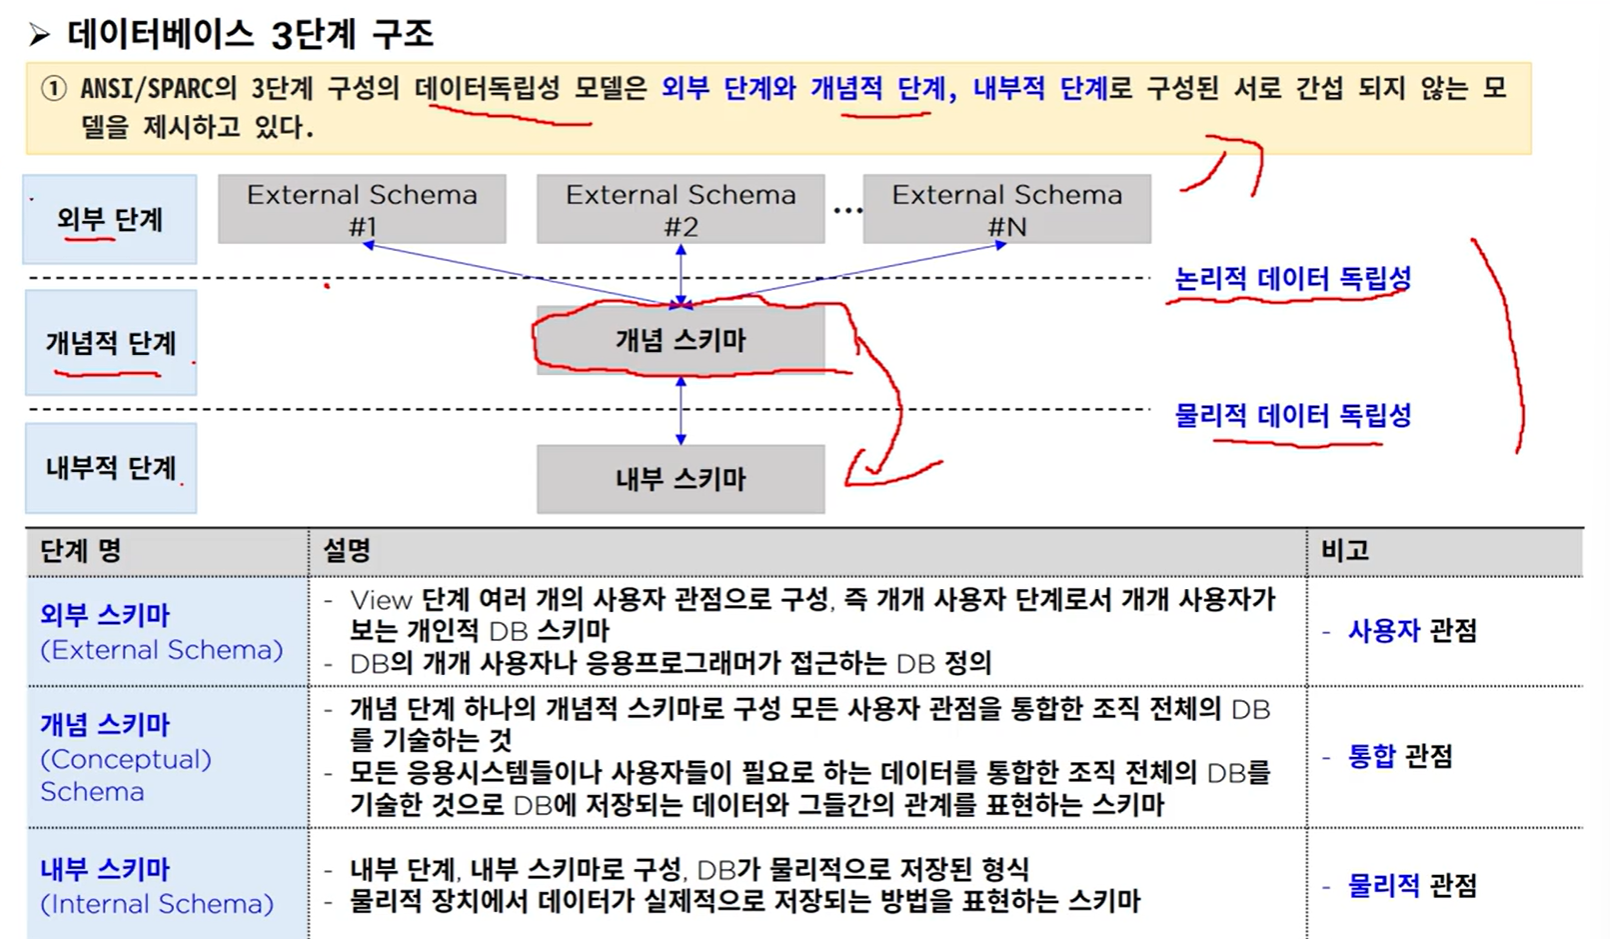 ➢ 데이터베이스 3단계 구조
① ANSI/SPARC의 3단계 구성의 데이터독립성 모델은 외부 단계와 개념적 단계, 내부적 단계로 구성된 서로 간섭 되지 않는 모
델을 제시하고 있다.
외부 단계
External Schema
#1
External Schema
#2
...
External Schema
#N
논리적 데이터 독립성
개념적 단계
개념 스키마
물리적 데이터 독립성
내부적 단계
내부 스키마
단계 명
설명
비고
외부 스키마
(External Schema)
- View 단계 여러 개의 사용자 관점으로 구성, 즉 개개 사용자 단계로서 개개 사용자가
보는 개인적 DB 스키마
- DB의 개개 사용자나 응용프로그래머가 접근하는 DB 정의
- 사용자 관점
개념 스키마
(Conceptual)
Schema
- 개념 단계 하나의 개념적 스키마로 구성 모든 사용자 관점을 통합한 조직 전체의 DB
를 기술하는 것
- 모든 응용시스템들이나 사용자들이 필요로 하는 데이터를 통합한 조직 전체의 DB를
기술한 것으로 DB에 저장되는 데이터와 그들간의 관계를 표현하는 스키마
- 통합 관점
내부 스키마
(Internal Schema)
- 내부 단계, 내부 스키마로 구성, DB가 물리적으로 저장된 형식
- 물리적 장치에서 데이터가 실제적으로 저장되는 방법을 표현하는 스키마
- 물리적 관점